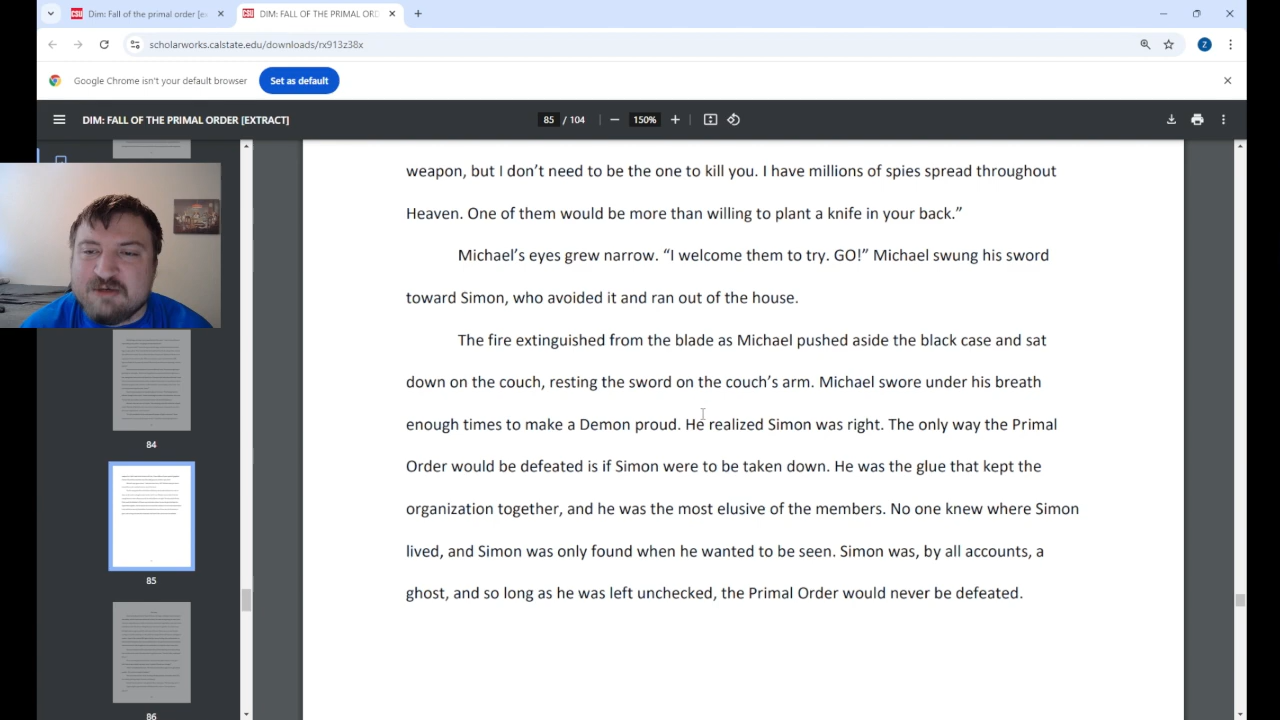 DIM: Fall of the primal order [ex
DIM: FALL OF THE PRIMAL ORD
scholarworks.calstate.edu/downloads/rx913z38x
Z
Google Chrome isn't your default browser
Set as default
DIM: FALL OF THE PRIMAL ORDER [EXTRACT]
85 / 104
150%
weapon, but I don’t need to be the one to kill you. I have millions of spies spread throughout
Heaven. One of them would be more than willing to plant a knife in your back.”
Michael’s eyes grew narrow. “I welcome them to try. GO!” Michael swung his sword
toward Simon, who avoided it and ran out of the house.
The fire extinguished from the blade as Michael pushed aside the black case and sat
down on the couch, resting the sword on the couch’s arm. Michael swore under his breath
enough times to make a Demon proud. He realized Simon was right. The only way the Primal
Order would be defeated is if Simon were to be taken down. He was the glue that kept the
organization together, and he was the most elusive of the members. No one knew where Simon
lived, and Simon was only found when he wanted to be seen. Simon was, by all accounts, a
ghost, and so long as he was left unchecked, the Primal Order would never be defeated.
84
85
86